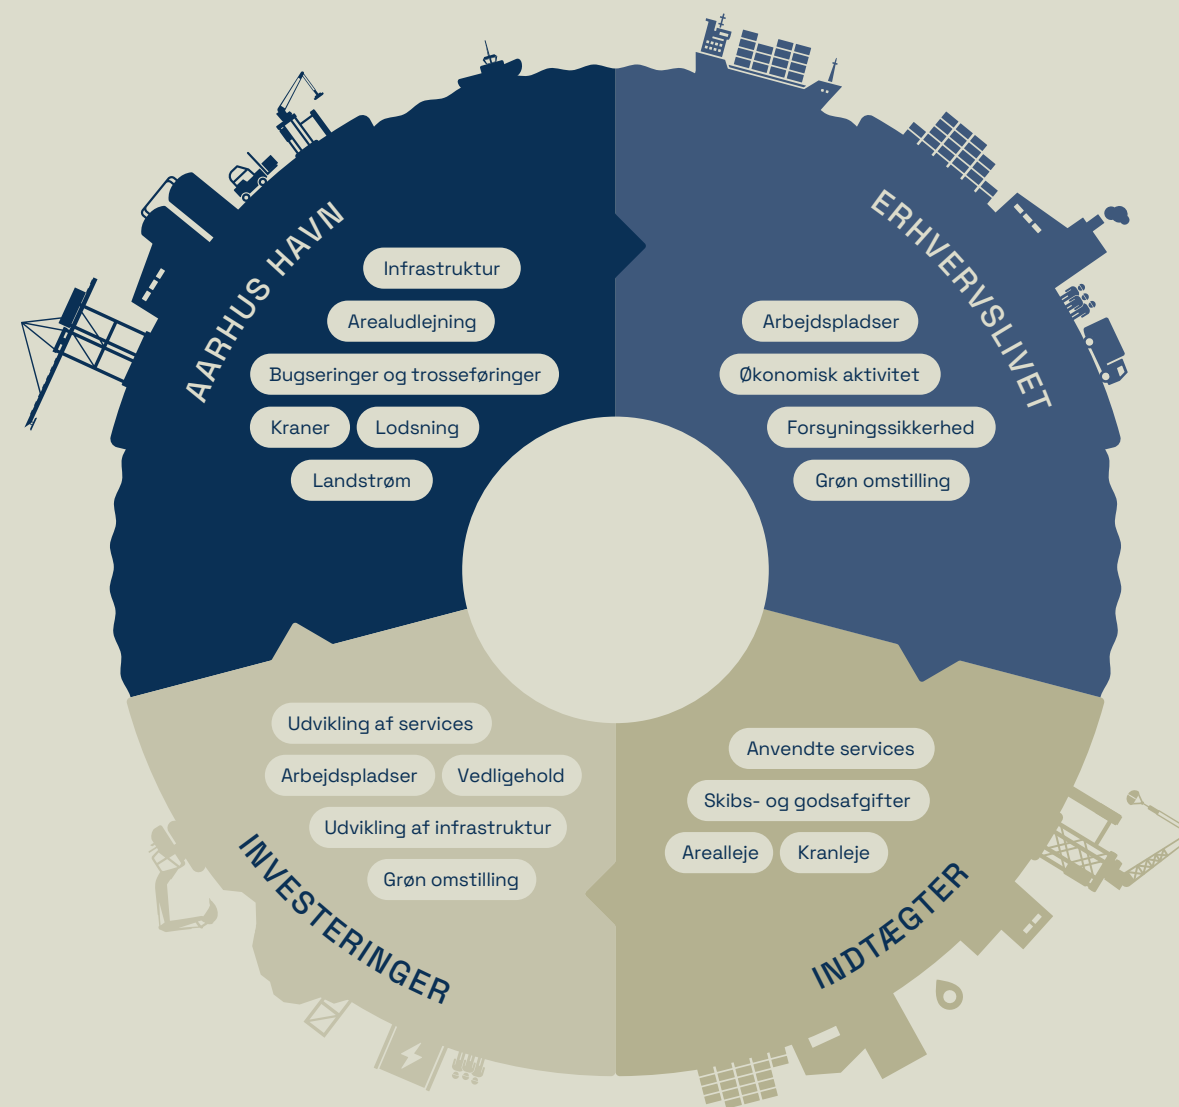 AARHUS HAVN
Infrastruktur
Arealudlejning
Bugseringer og trosseføringer
Kraner
Lodsning
Landstrøm
ERHVERVSLIVET
Arbejdspladser
Økonomisk aktivitet
Forsyningssikkerhed
Grøn omstilling
Anvendte services
Skibs- og godsafgifter
Arealleje
Kranleje
INDTÆGTER
Udvikling af services
Arbejdspladser
Vedligehold
Udvikling af infrastruktur
Grøn omstilling
INVESTERINGER